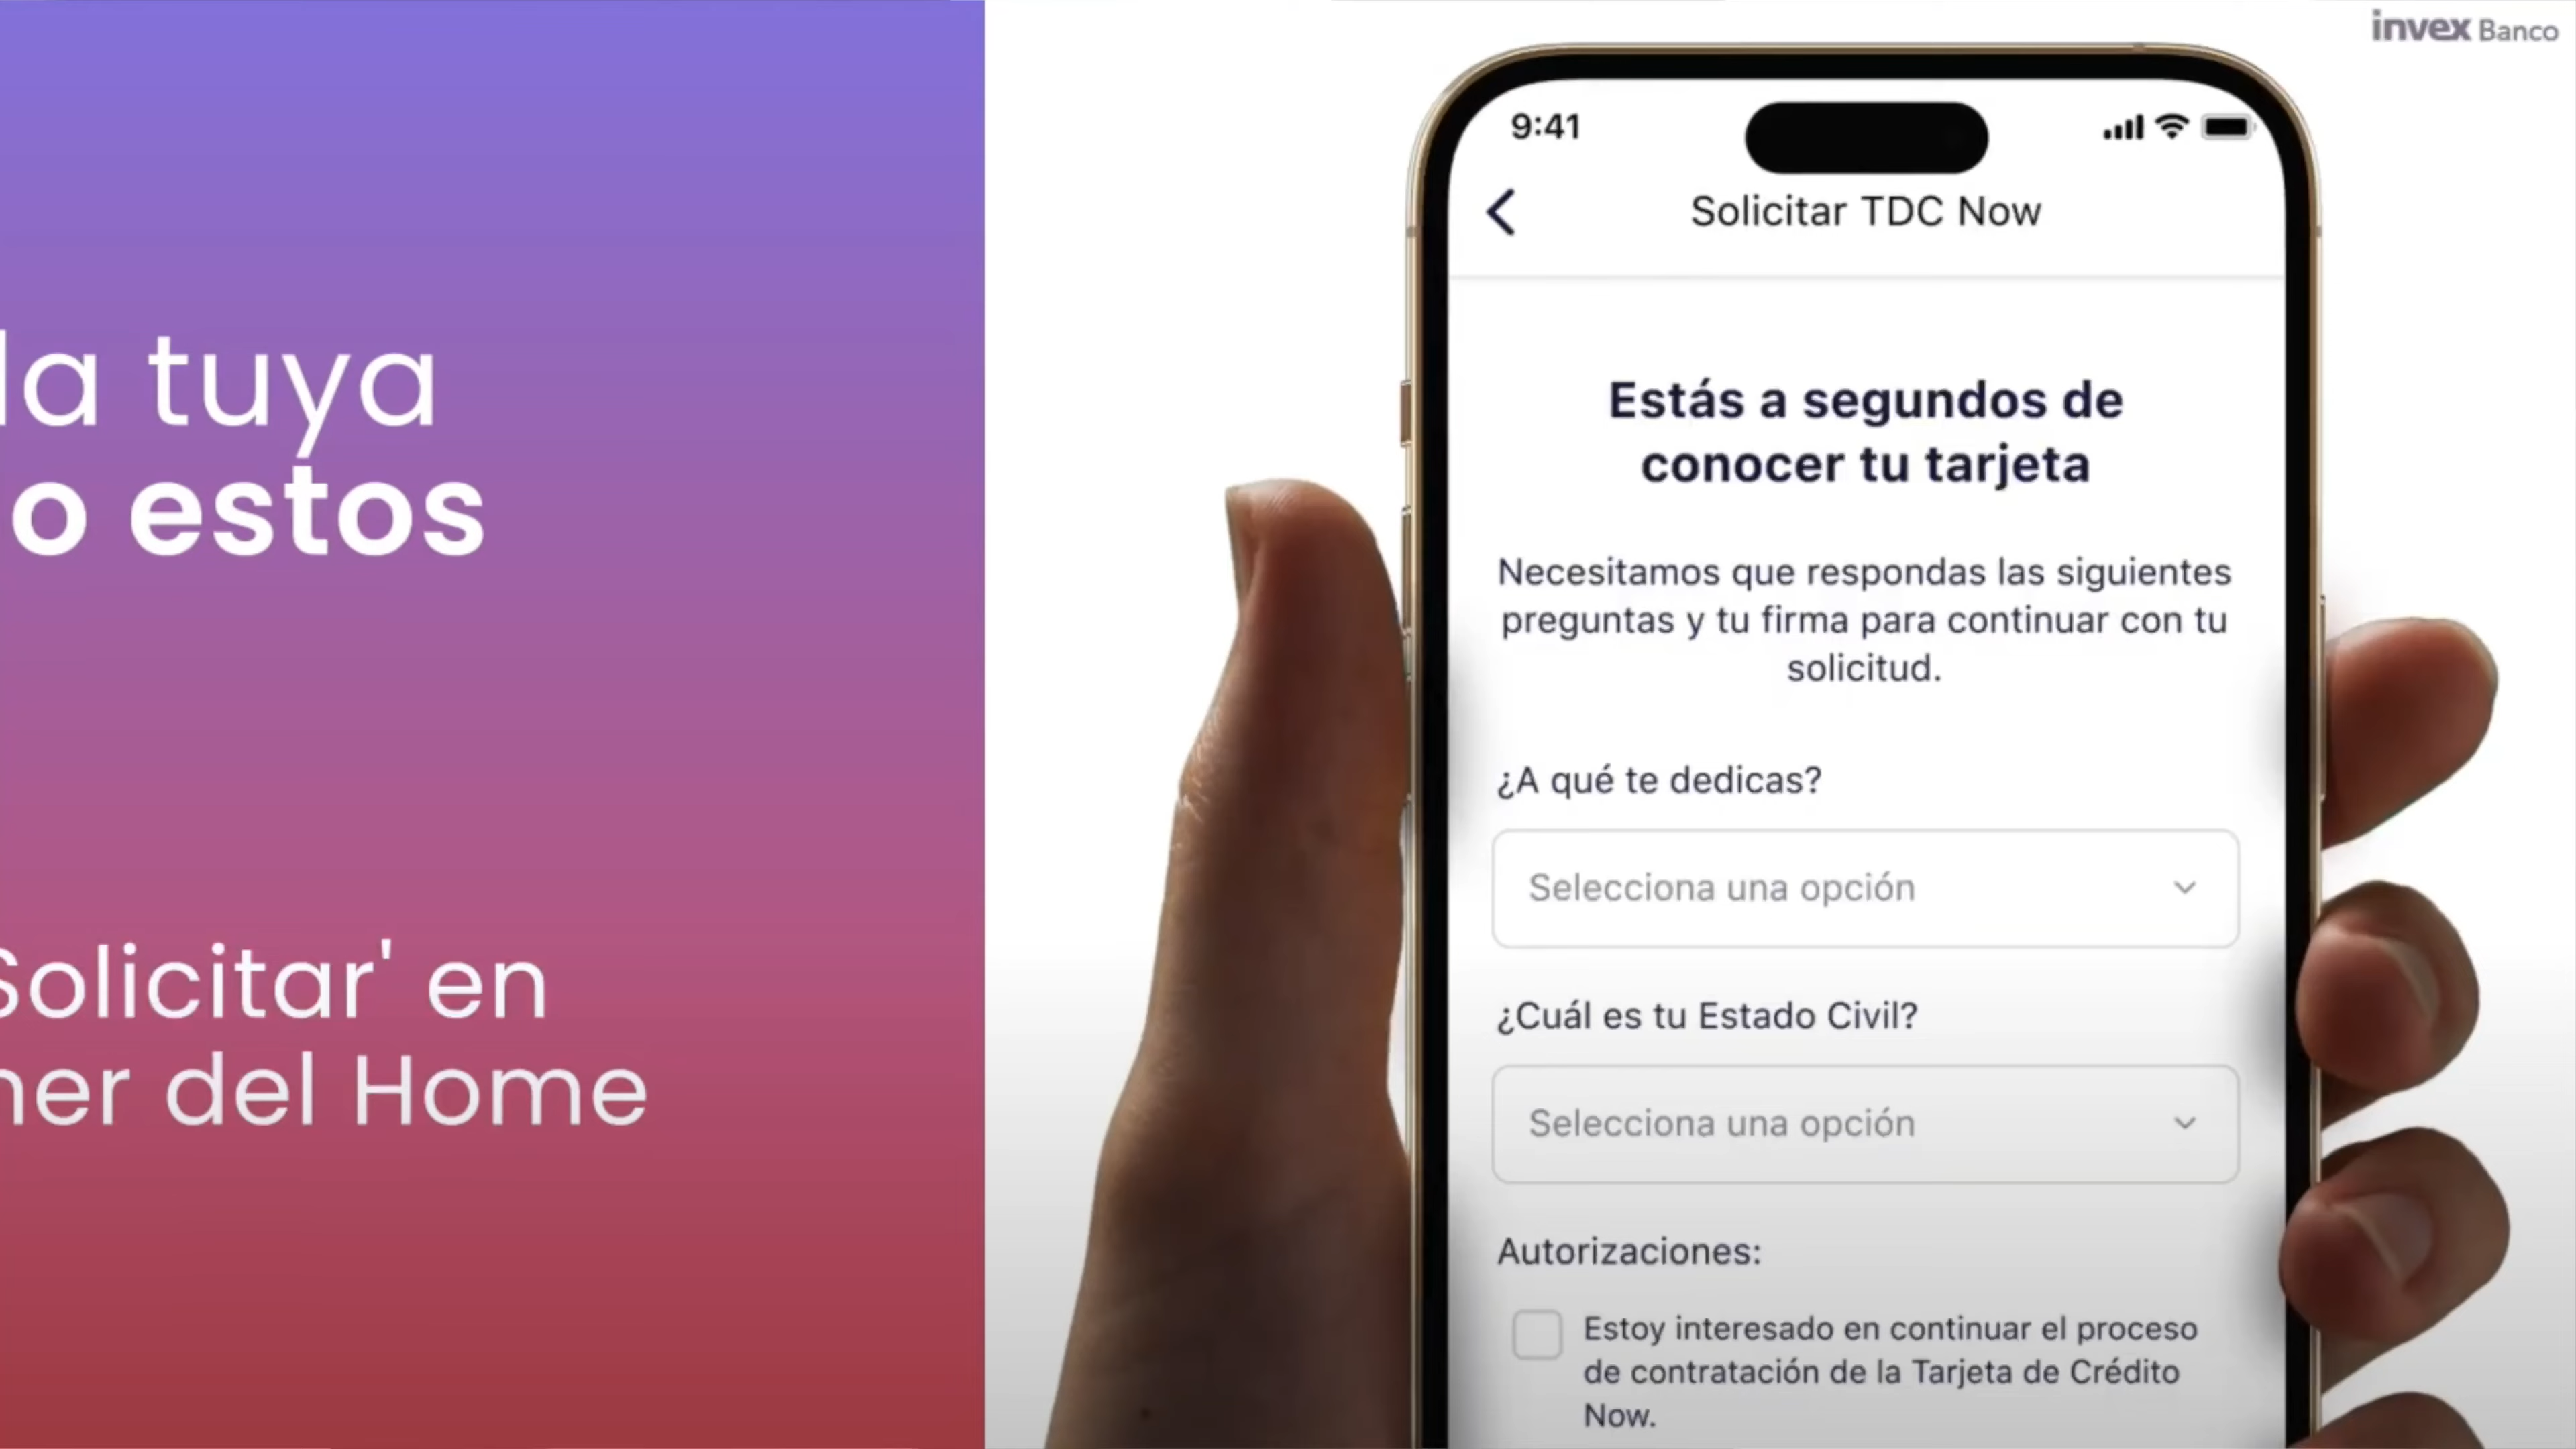 la tuya
o estos
Solicitar' en
ner del Home
invex Banco
9:41
Solicitar TDC Now
Estás a segundos de
conocer tu tarjeta
Necesitamos que respondas las siguientes
preguntas y tu firma para continuar con tu
solicitud.
¿A qué te dedicas?
Selecciona una opción
¿Cuál es tu Estado Civil?
Selecciona una opción
Autorizaciones:
Estoy interesado en continuar el proceso
de contratación de la Tarjeta de Crédito
Now.